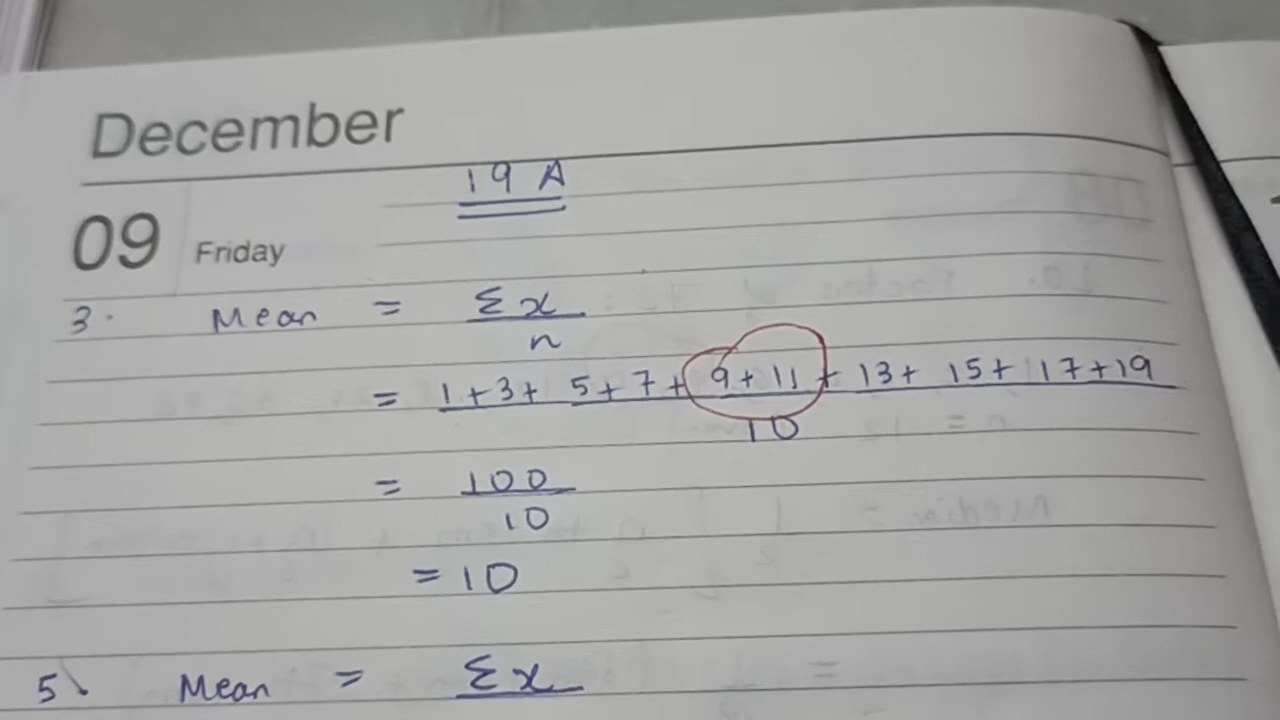 December
19 A
09 Friday
3. Mean = Σx
n
= 1+3+ 5+7+ 9+11+ 13+ 15+ 17+19
10
= 100
10
= 10
5. Mean = Σx